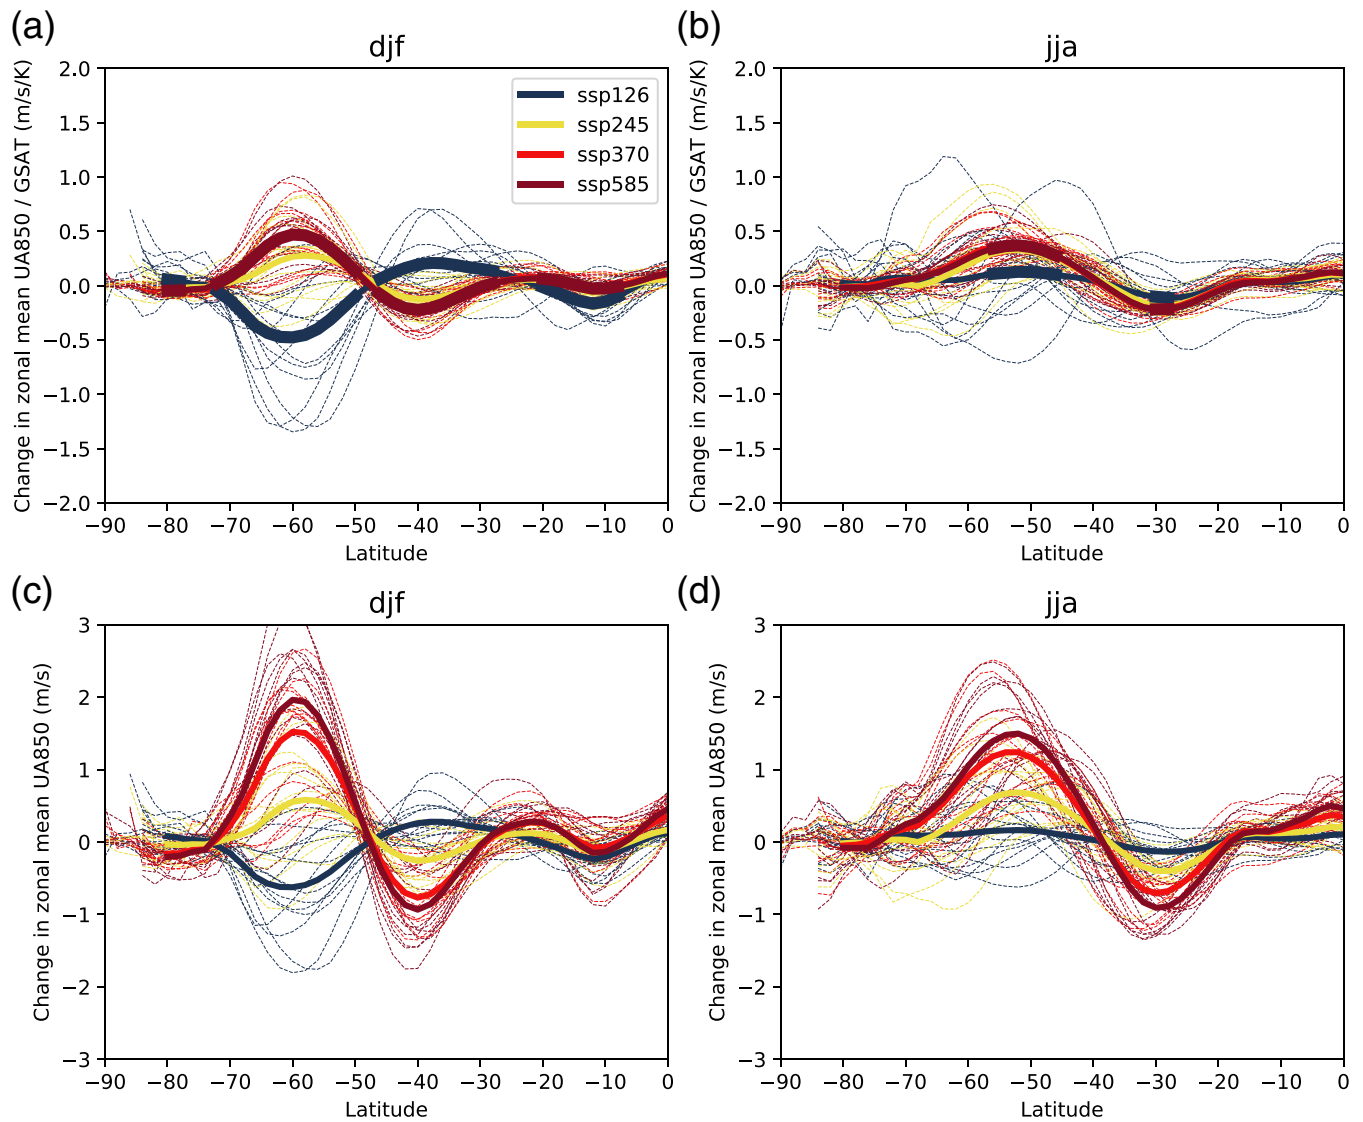 (a)
djf
Change in zonal mean UA850 / GSAT (m/s/K)
2.0
1.5
1.0
0.5
0.0
−0.5
−1.0
−1.5
−2.0
ssp126
ssp245
ssp370
ssp585
−90 −80 −70 −60 −50 −40 −30 −20 −10 0
Latitude
(b)
jja
Change in zonal mean UA850 / GSAT (m/s/K)
2.0
1.5
1.0
0.5
0.0
−0.5
−1.0
−1.5
−2.0
−90 −80 −70 −60 −50 −40 −30 −20 −10 0
Latitude
(c)
djf
Change in zonal mean UA850 (m/s)
3
2
1
0
−1
−2
−3
−90 −80 −70 −60 −50 −40 −30 −20 −10 0
Latitude
(d)
jja
Change in zonal mean UA850 (m/s)
3
2
1
0
−1
−2
−3
−90 −80 −70 −60 −50 −40 −30 −20 −10 0
Latitude